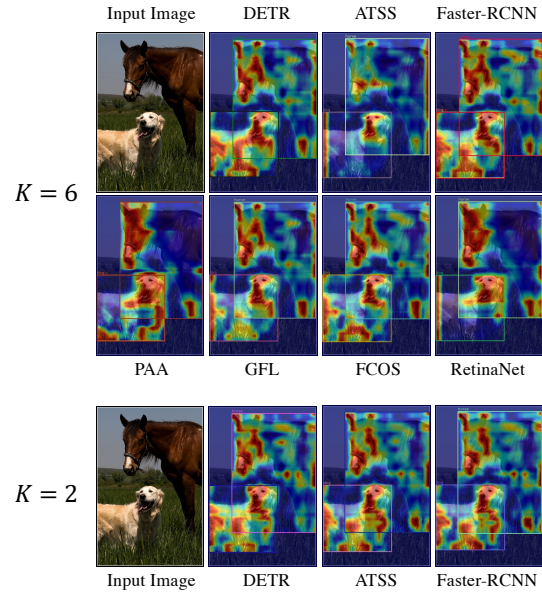 Input Image DETR ATSS Faster-RCNN
K = 6
PAA GFL FCOS RetinaNet
K = 2
Input Image DETR ATSS Faster-RCNN